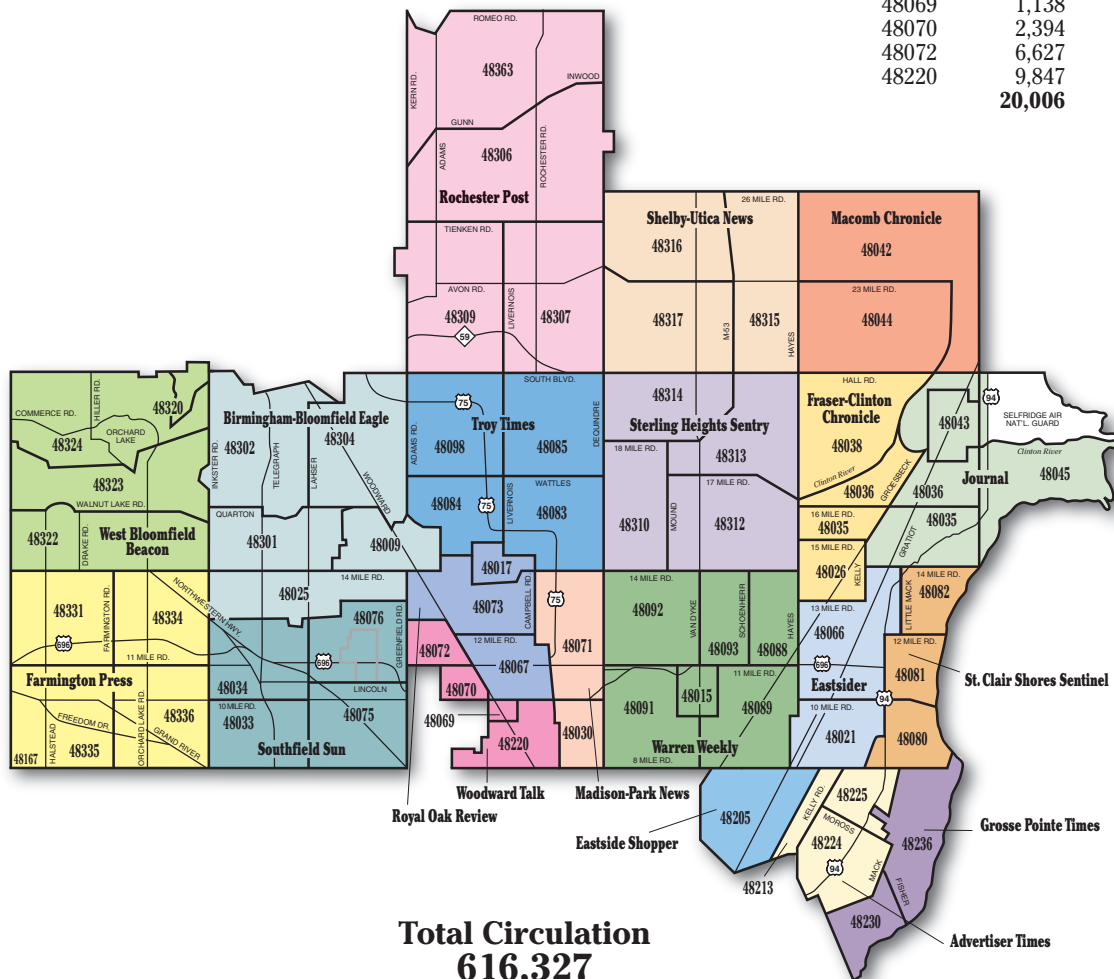 48069 1,138
48070 2,394
48072 6,627
48220 9,847
20,006
ROMEO RD.
48363
KERN RD.
INWOOD
GUNN
ADAMS
48306
ROCHESTER RD.
Rochester Post
TIENKEN RD.
AVON RD.
48309
LIVERNOIS
48307
59
26 MILE RD.
Shelby-Utica News
48316
48317
M-53
48315
HAYES
Macomb Chronicle
48042
23 MILE RD.
48044
COMMERCE RD.
HILLER RD.
48320
ORCHARD
LAKE
48324
48323
WALNUT LAKE RD.
48322
DRAKE RD.
West Bloomfield
Beacon
Birmingham-Bloomfield Eagle
48302
48304
INKSTER RD.
TELEGRAPH
LAHSER
WOODWARD
QUARTON
48301
48009
14 MILE RD.
48025
SOUTH BLVD.
75
Troy Times
ADAMS RD.
48098
48085
DEQUINDRE
WATTLES
48084
75
LIVERNOIS
48083
48314
Sterling Heights Sentry
18 MILE RD.
48313
17 MILE RD.
48310
MOUND
48312
HALL RD.
Fraser-Clinton
Chronicle
48038
Clinton River
48036
GROESBECK
16 MILE RD.
48035
15 MILE RD.
48026
KELLY
94
SELFRIDGE AIR
NAT'L. GUARD
48043
Clinton River
48045
Journal
48036
48035
GRATIOT
48331
FARMINGTON RD.
48334
NORTHWESTERN HWY.
696
11 MILE RD.
Farmington Press
HALSTEAD
FREEDOM DR.
ORCHARD LAKE RD.
48336
GRAND RIVER
48167
48335
48076
GREENFIELD RD.
696
LINCOLN
48034
10 MILE RD.
48033
48075
Southfield Sun
48017
48073
CAMPBELL RD.
75
12 MILE RD.
48072
48067
48070
48069
48220
48071
48030
14 MILE RD.
48092
VAN DYKE
SCHOENHERR
HAYES
48093
48088
11 MILE RD.
48091
48015
48089
Warren Weekly
8 MILE RD.
13 MILE RD.
48066
696
Eastsider
10 MILE RD.
48021
LITTLE MACK
14 MILE RD.
48082
12 MILE RD.
48081
94
48080
St. Clair Shores Sentinel
Woodward Talk
Royal Oak Review
Madison-Park News
Eastside Shopper
48205
KELLY RD.
48225
MOROSS
48224
94
48213
MACK
48236
FISHER
48230
Grosse Pointe Times
Advertiser Times
Total Circulation
616,327